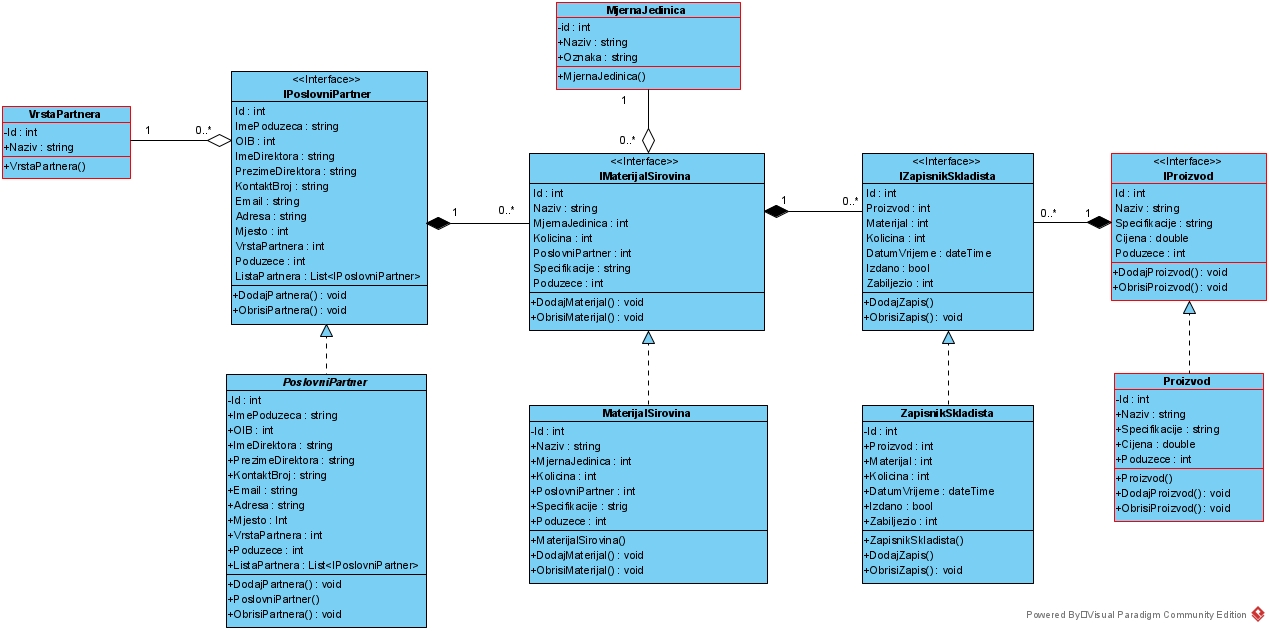 MjernaJedinica
-id : int
+Naziv : string
+Oznaka : string
+MjernaJedinica()
1
0..*
VrstaPartnera
-Id : int
+Naziv : string
+VrstaPartnera()
1
0..*
<<Interface>>
IPoslovniPartner
Id : int
ImePoduzeca : string
OIB : int
ImeDirektora : string
PrezimeDirektora : string
KontaktBroj : string
Email : string
Adresa : string
Mjesto : int
VrstaPartnera : int
Poduzece : int
ListaPartnera : List<IPoslovniPartner>
+DodajPartnera() : void
+ObrisiPartnera() : void
1
0..*
<<Interface>>
IMaterijalSirovina
Id : int
Naziv : string
MjernaJedinica : int
Kolicina : int
PoslovniPartner : int
Specifikacije : string
Poduzece : int
+DodajMaterijal() : void
+ObrisiMaterijal() : void
1
0..*
<<Interface>>
IZapisnikSkladista
Id : int
Proizvod : int
Materijal : int
Kolicina : int
DatumVrijeme : dateTime
Izdano : bool
Zabiljezio : int
+DodajZapis()
+ObrisiZapis() : void
0..*
1
<<Interface>>
IProizvod
Id : int
Naziv : string
Specifikacije : string
Cijena : double
Poduzece : int
+DodajProizvod() : void
+ObrisiProizvod() : void
PoslovniPartner
-Id : int
+ImePoduzeca : string
+OIB : int
+ImeDirektora : string
+PrezimeDirektora : string
+KontaktBroj : string
+Email : string
+Adresa : string
+Mjesto : Int
+VrstaPartnera : int
+Poduzece : int
+ListaPartnera : List<IPoslovniPartner>
+DodajPartnera() : void
+PoslovniPartner()
+ObrisiPartnera() : void
MaterijalSirovina
-Id : int
+Naziv : string
+MjernaJedinica : int
+Kolicina : int
+PoslovniPartner : int
+Specifikacije : strig
+Poduzece : int
+MaterijalSirovina()
+DodajMaterijal() : void
+ObrisiMaterijal() : void
ZapisnikSkladista
-Id : int
+Proizvod : int
+Materijal : int
+Kolicina : int
+DatumVrijeme : dateTime
+Izdano : bool
+Zabiljezio : int
+ZapisnikSkladista()
+DodajZapis()
+ObrisiZapis() : void
Proizvod
-Id : int
+Naziv : string
+Specifikacije : string
+Cijena : double
+Poduzece : int
+Proizvod()
+DodajProizvod() : void
+ObrisiProizvod() : void
Powered By□Visual Paradigm Community Edition